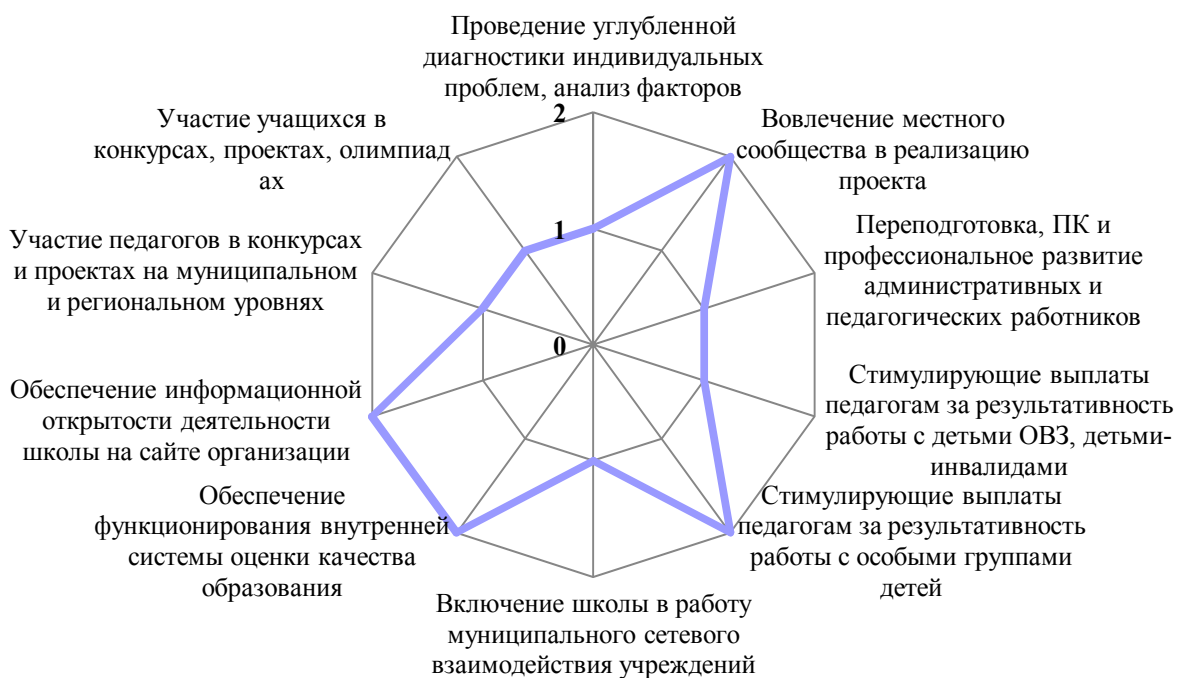 Проведение углубленной
диагностики индивидуальных
проблем, анализ факторов
Вовлечение местного
сообщества в реализацию
проекта
Переподготовка, ПК и
профессиональное развитие
административных и
педагогических работников
Стимулирующие выплаты
педагогам за результативность
работы с детьми ОВЗ, детьми-
инвалидами
Стимулирующие выплаты
педагогам за результативность
работы с особыми группами
детей
Включение школы в работу
муниципального сетевого
взаимодействия учреждений
Обеспечение
функционирования внутренней
системы оценки качества
образования
Обеспечение информационной
открытости деятельности
школы на сайте организации
Участие педагогов в конкурсах
и проектах на муниципальном
и региональном уровнях
Участие учащихся в
конкурсах, проектах, олимпиад
ах
2
1
0